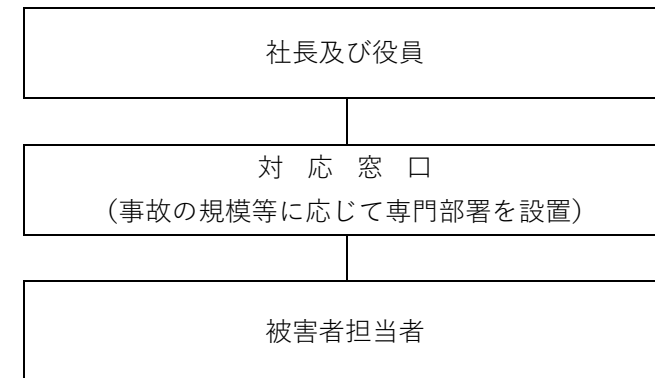 社長及び役員
対 応 窓 口
（事故の規模等に応じて専門部署を設置）
被害者担当者